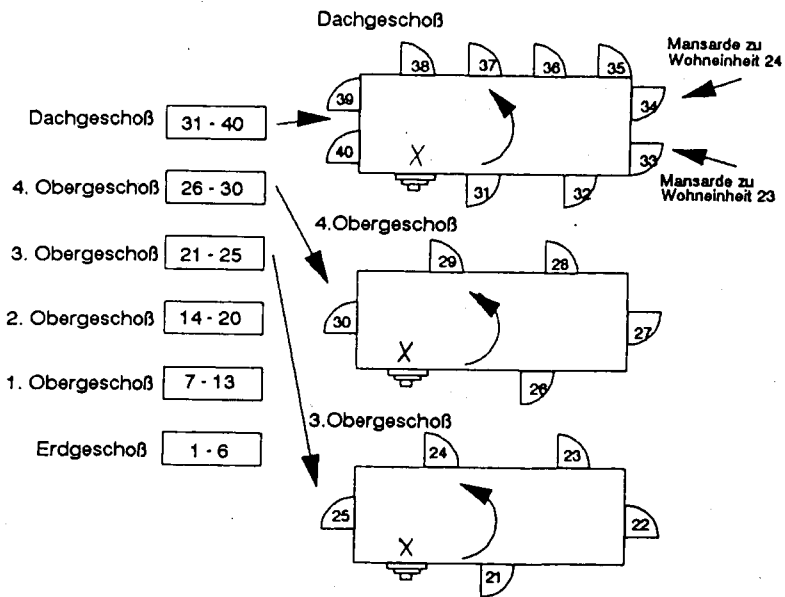 Dachgeschoß
38
37
36
35
Mansarde zu
Wohneinheit 24
39
34
Dachgeschoß
31 - 40
40
X
33
31
32
Mansarde zu
Wohneinheit 23
4. Obergeschoß
26 - 30
4.Obergeschoß
29
28
3. Obergeschoß
21 - 25
30
27
2. Obergeschoß
14 - 20
X
26
1. Obergeschoß
7 - 13
3.Obergeschoß
24
23
Erdgeschoß
1 - 6
25
22
X
21